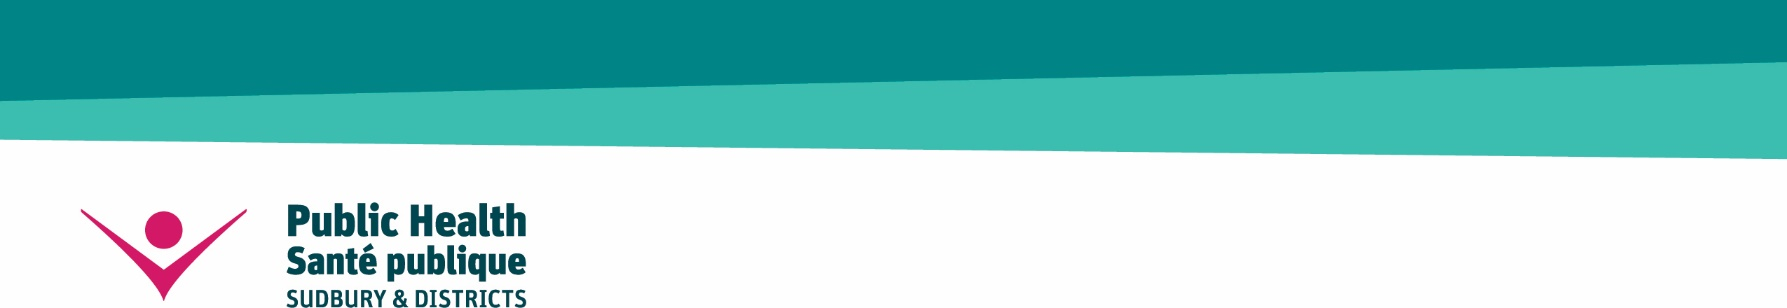 Public Health
Santé publique
SUDBURY & DISTRICTS